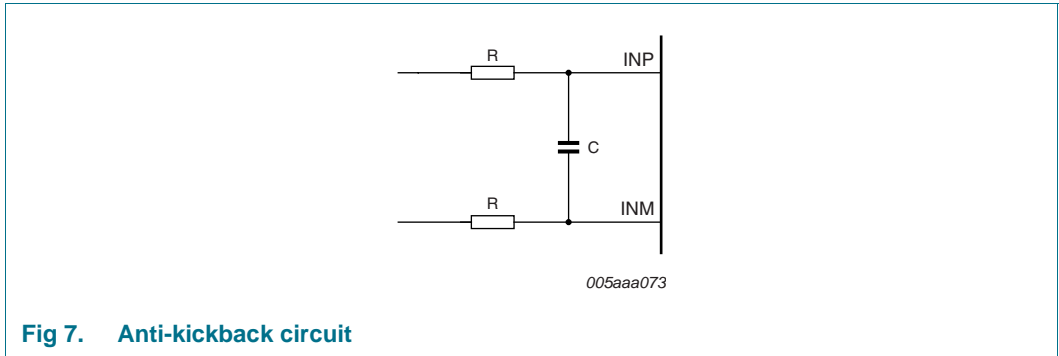 R
INP
C
R
INM
005aaa073
Fig 7. Anti-kickback circuit